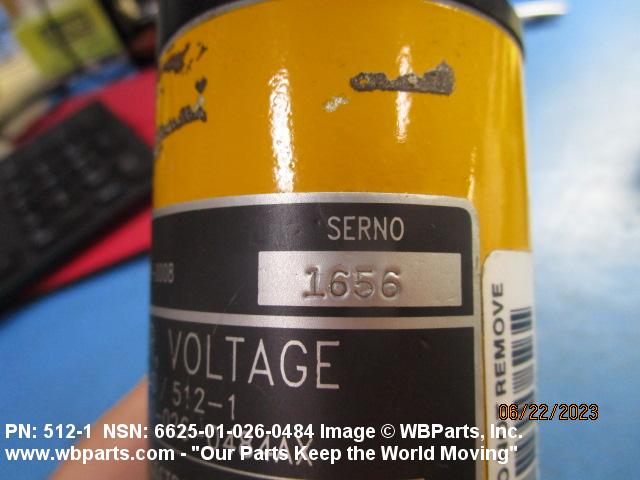 SERNO
1656
VOLTAGE
/512-1
REMOVE
06/22/2023
PN: 512-1 NSN: 6625-01-026-0484 Image © WBParts, Inc.
www.wbparts.com - "Our Parts Keep the World Moving"